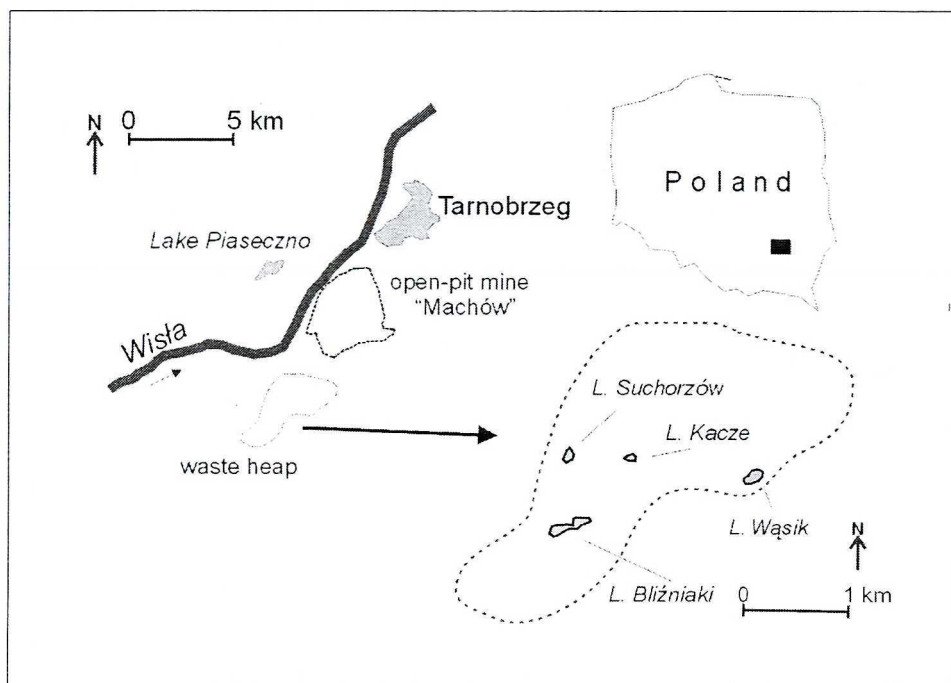 N
0 5 km
Tarnobrzeg
Lake Piaseczno
open-pit mine
“Machów”
Wisła
waste heap
Poland
L. Suchorzów
L. Kacze
L. Wąsik
L. Bliźniaki
N
0 1 km